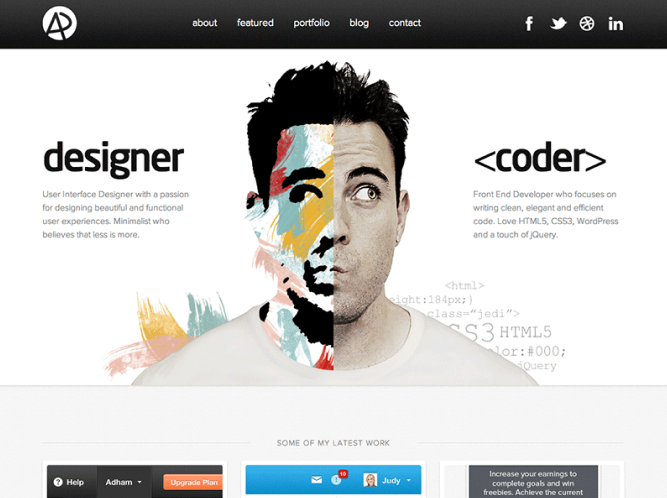 AD
about featured portfolio blog contact
designer
User Interface Designer with a passion
for designing beautiful and functional
user experiences. Minimalist who
believes that less is more.
<coder>
Front End Developer who focuses on
writing clean, elegant and efficient
code. Love HTML5, CSS3, WordPress
and a touch of jQuery.
<html>
eight:184px;}
class="jedi">
SS3 HTML5
olor:#000;
jQuery
SOME OF MY LATEST WORK
? Help Adham Upgrade Plan
10
Judy
Increase your earnings to
complete goals and win
freebies. Achieve the current